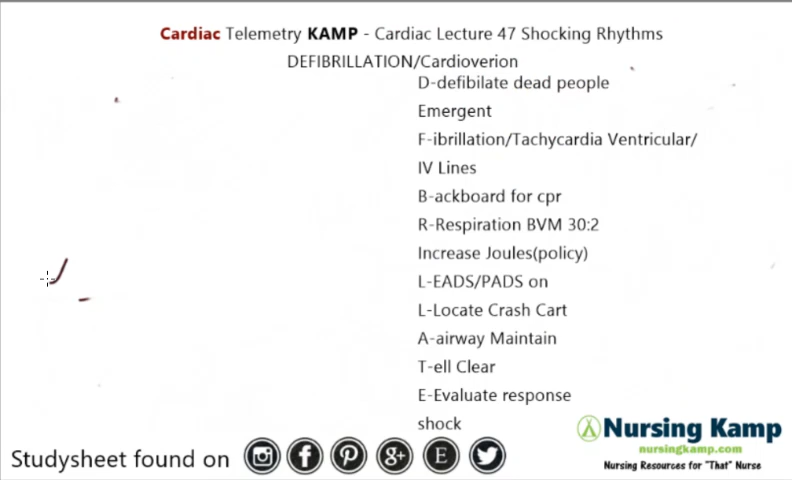 Cardiac Telemetry KAMP - Cardiac Lecture 47 Shocking Rhythms
DEFIBRILLATION/Cardioverion
D-defibilate dead people
Emergent
F-ibrillation/Tachycardia Ventricular/
IV Lines
B-ackboard for cpr
R-Respiration BVM 30:2
Increase Joules(policy)
L-EADS/PADS on
L-Locate Crash Cart
A-airway Maintain
T-ell Clear
E-Evaluate response
shock
Nursing Kamp
nursingkamp.com
Nursing Resources for "That" Nurse
Studysheet found on